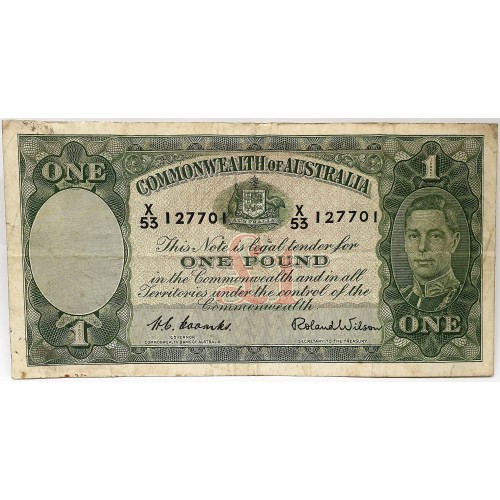 ONE
COMMONWEALTH OF AUSTRALIA
1
X
53 127701
X
53 127701
AUSTRALIA
This Note is legal tender for
ONE POUND
in the Commonwealth and in all
Territories under the control of the
Commonwealth
H.C. Coombs.
Roland Wilson
GOVERNOR
COMMONWEALTH BANK OF AUSTRALIA
SECRETARY TO THE TREASURY
1
ONE